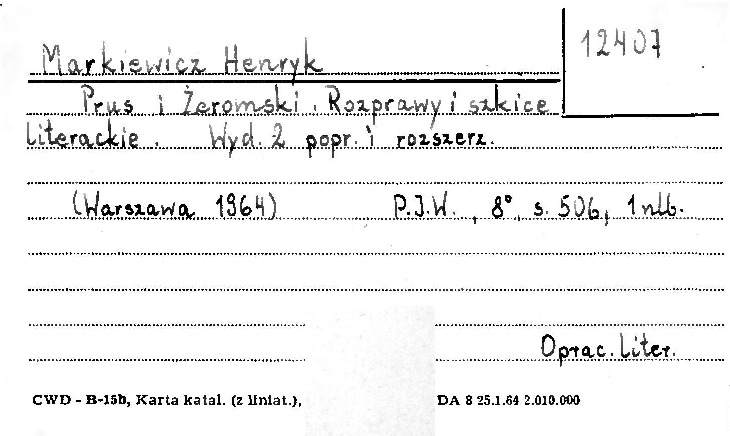 12407
Markiewicz Henryk
Prus i Żeromski. Rozprawy i szkice
literackie. Wyd. 2 popr. i rozszerz.
(Warszawa 1964) P.I.W., 8°, s. 506, 1 nlb.
Oprac. liter.
CWD - B-15b, Karta katal. (z liniat.), DA 8 25.1.64 2.010.000